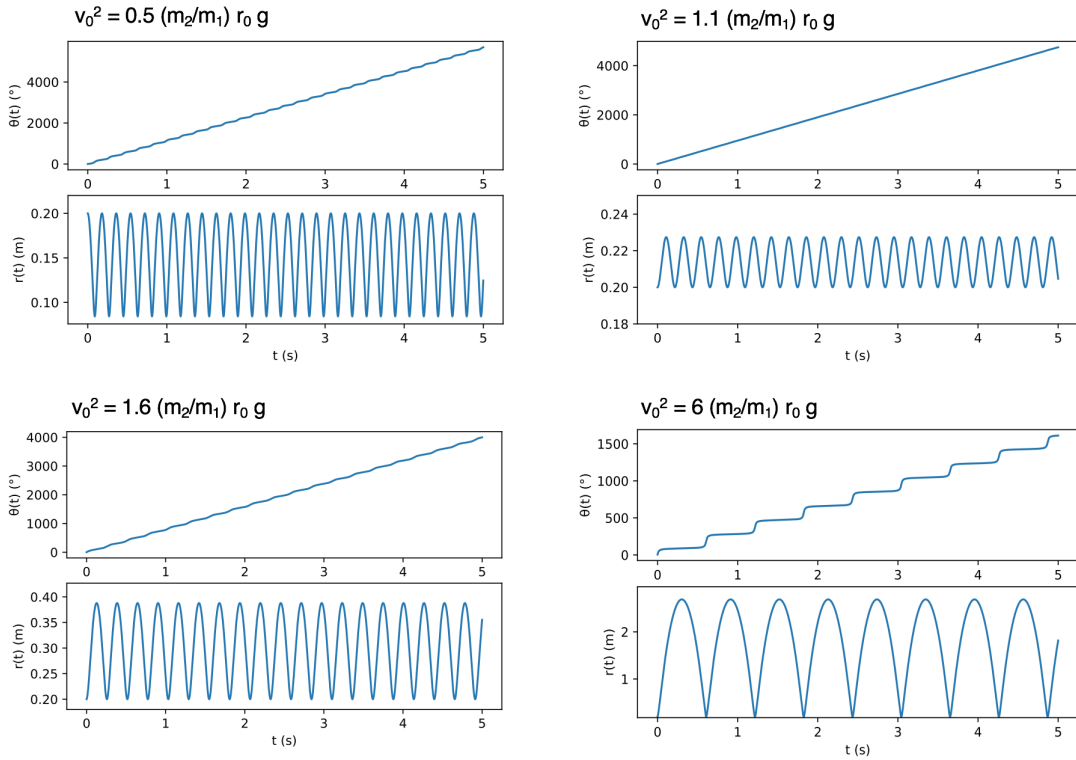 v₀² = 0.5 (m₂/m₁) r₀ g
θ(t) (°)
4000
2000
0
0 1 2 3 4 5
r(t) (m)
0.20
0.15
0.10
0 1 2 3 4 5
t (s)
v₀² = 1.1 (m₂/m₁) r₀ g
θ(t) (°)
4000
2000
0
0 1 2 3 4 5
r(t) (m)
0.24
0.22
0.20
0.18
0 1 2 3 4 5
t (s)
v₀² = 1.6 (m₂/m₁) r₀ g
θ(t) (°)
4000
3000
2000
1000
0
0 1 2 3 4 5
r(t) (m)
0.40
0.35
0.30
0.25
0.20
0 1 2 3 4 5
t (s)
v₀² = 6 (m₂/m₁) r₀ g
θ(t) (°)
1500
1000
500
0
0 1 2 3 4 5
r(t) (m)
2
1
0 1 2 3 4 5
t (s)